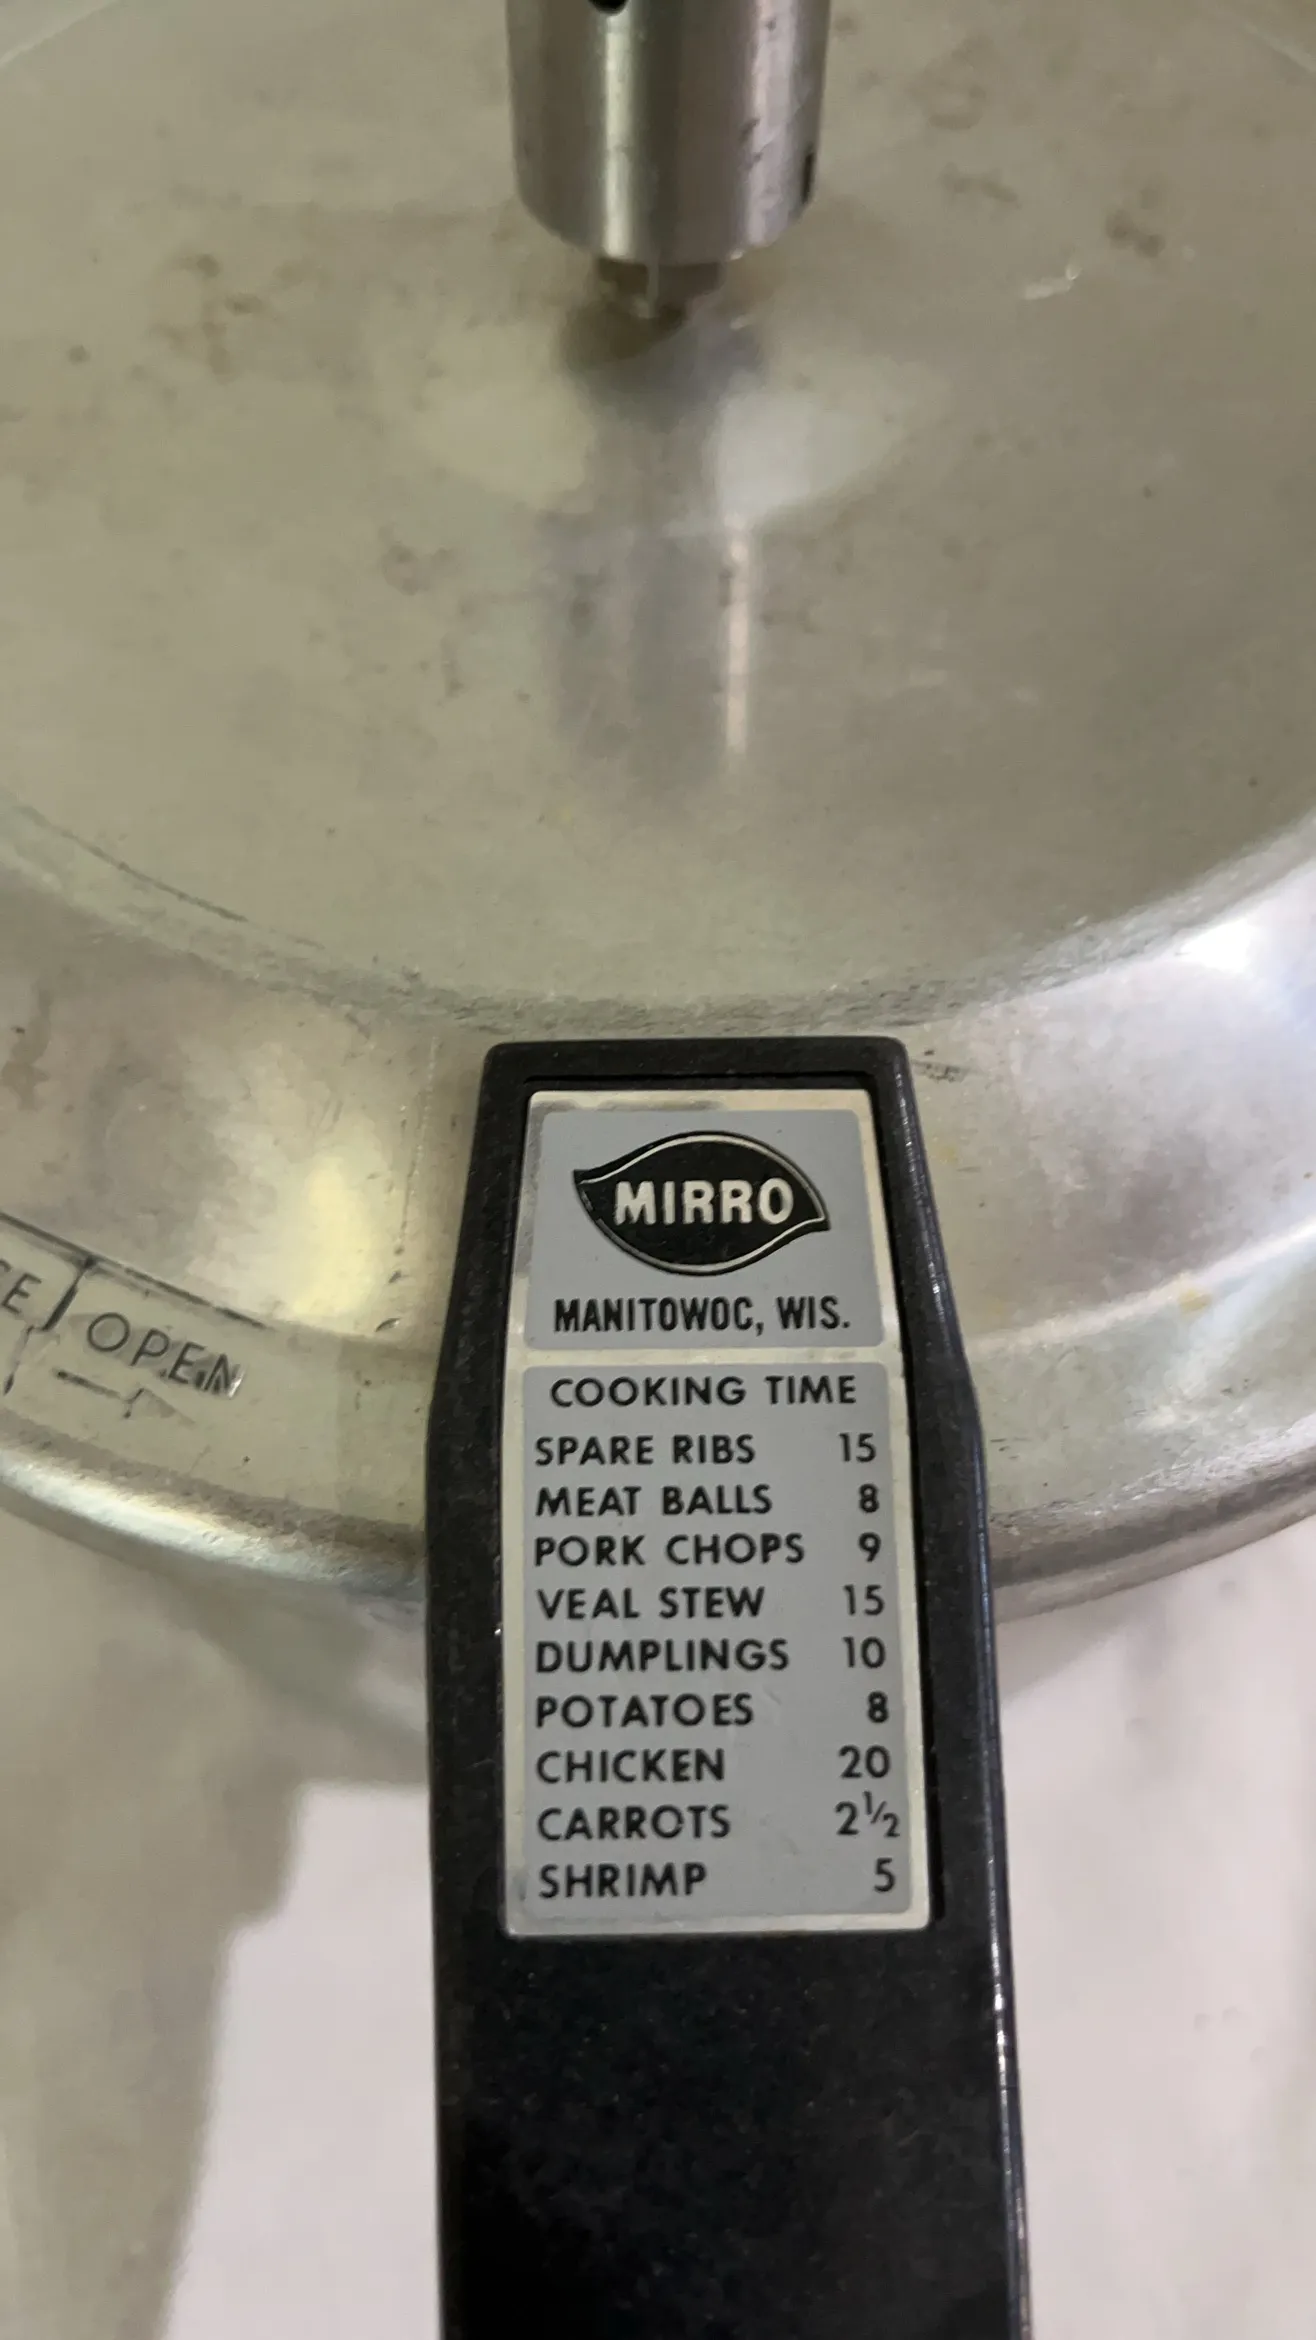 MIRRO
MANITOWOC, WIS.
OPEN
COOKING TIME
SPARE RIBS 15
MEAT BALLS 8
PORK CHOPS 9
VEAL STEW 15
DUMPLINGS 10
POTATOES 8
CHICKEN 20
CARROTS 2½
SHRIMP 5